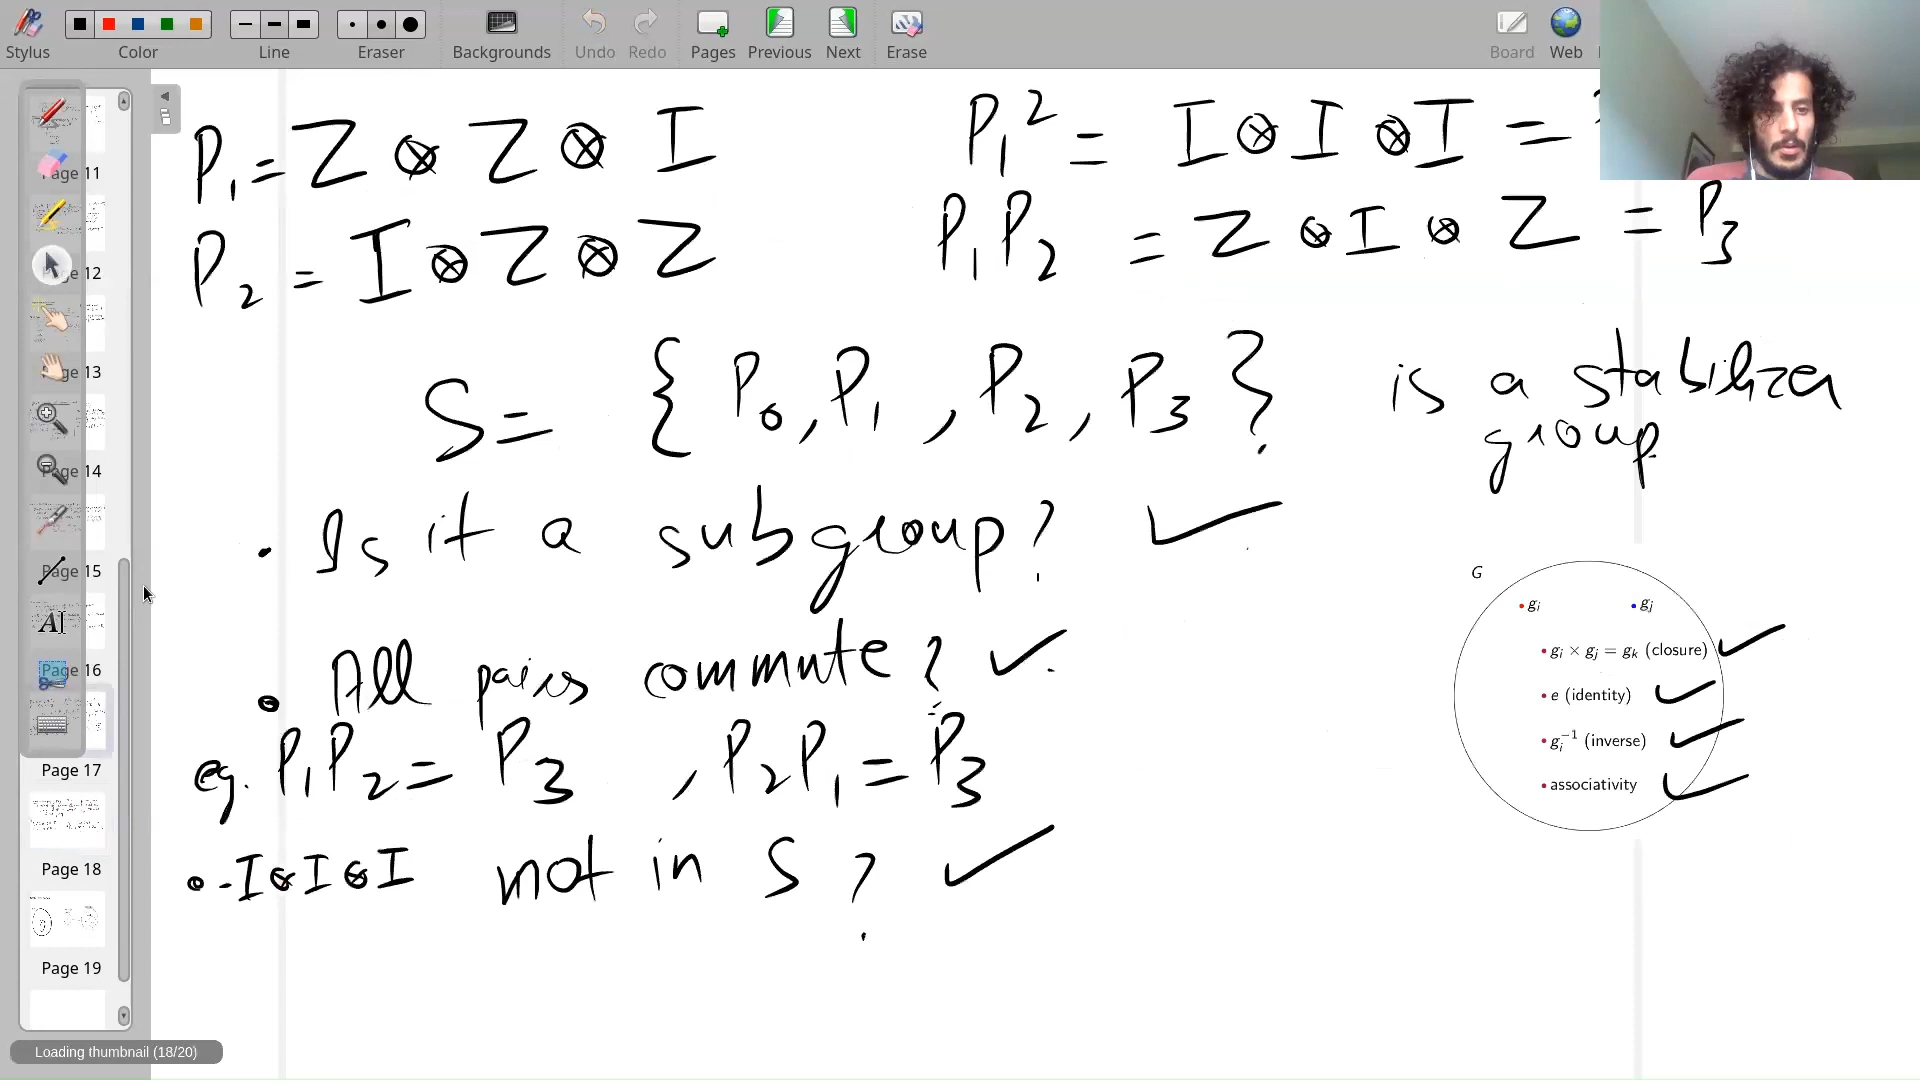 Stylus Color Line Eraser Backgrounds Undo Redo Pages Previous Next Erase Board Web
P₁ = Z ⊗ Z ⊗ I
P₁² = I ⊗ I ⊗ I =
P₂ = I ⊗ Z ⊗ Z
P₁P₂ = Z ⊗ I ⊗ Z = P₃
S = { P₀, P₁, P₂, P₃ } is a stabilizer
group
• Is it a subgroup? ✓
• All pairs commute? ✓
eg. P₁P₂ = P₃ , P₂P₁ = P₃
• -I⊗I⊗I not in S ? ✓
G
• gᵢ • gⱼ
• gᵢ × gⱼ = gₖ (closure) ✓
• e (identity) ✓
• gᵢ⁻¹ (inverse) ✓
• associativity ✓
Page 11
Page 12
Page 13
Page 14
Page 15
Page 16
Page 17
Page 18
Page 19
Loading thumbnail (18/20)